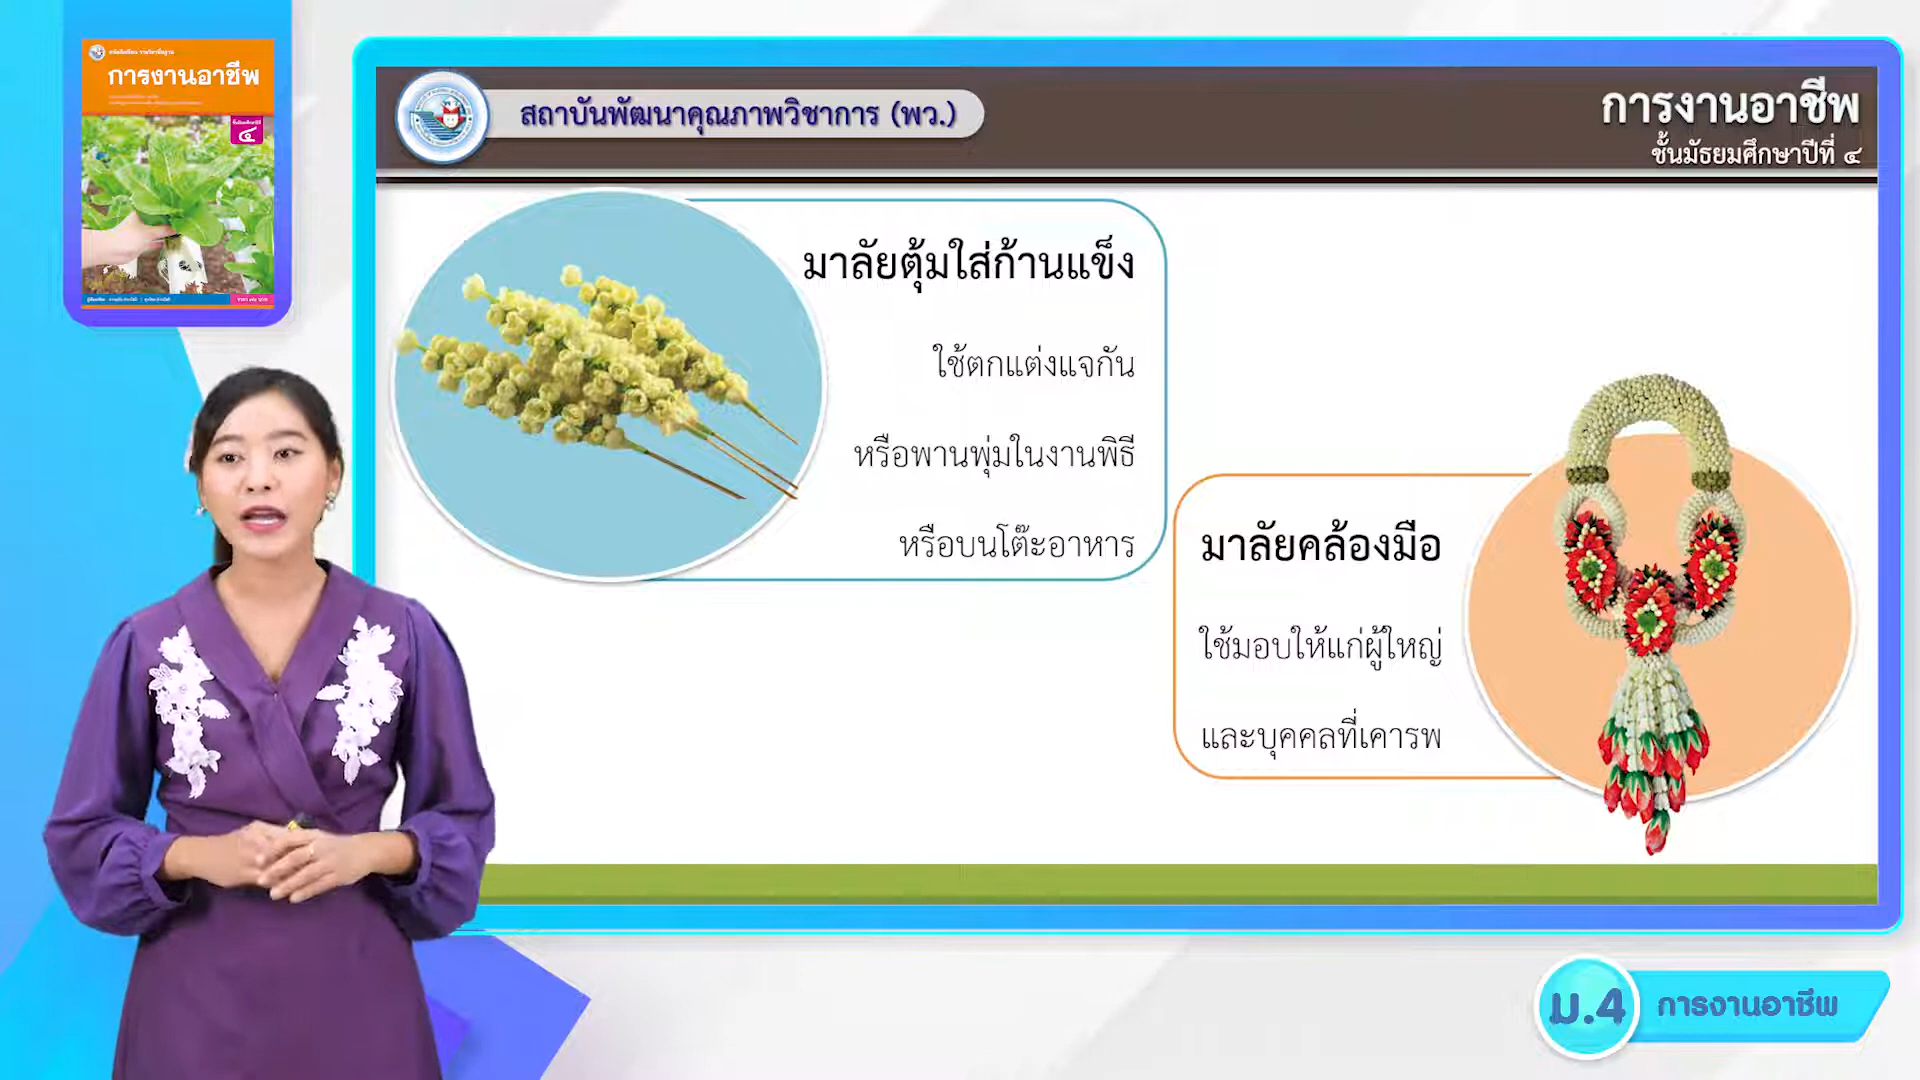 การงานอาชีพ
๔
สถาบันพัฒนาคุณภาพวิชาการ (พว.)
การงานอาชีพ
ชั้นมัธยมศึกษาปีที่ ๔
มาลัยตุ้มใส่ก้านแข็ง
ใช้ตกแต่งแจกัน
หรือพานพุ่มในงานพิธี
หรือบนโต๊ะอาหาร
มาลัยคล้องมือ
ใช้มอบให้แก่ผู้ใหญ่
และบุคคลที่เคารพ
ม.4 การงานอาชีพ